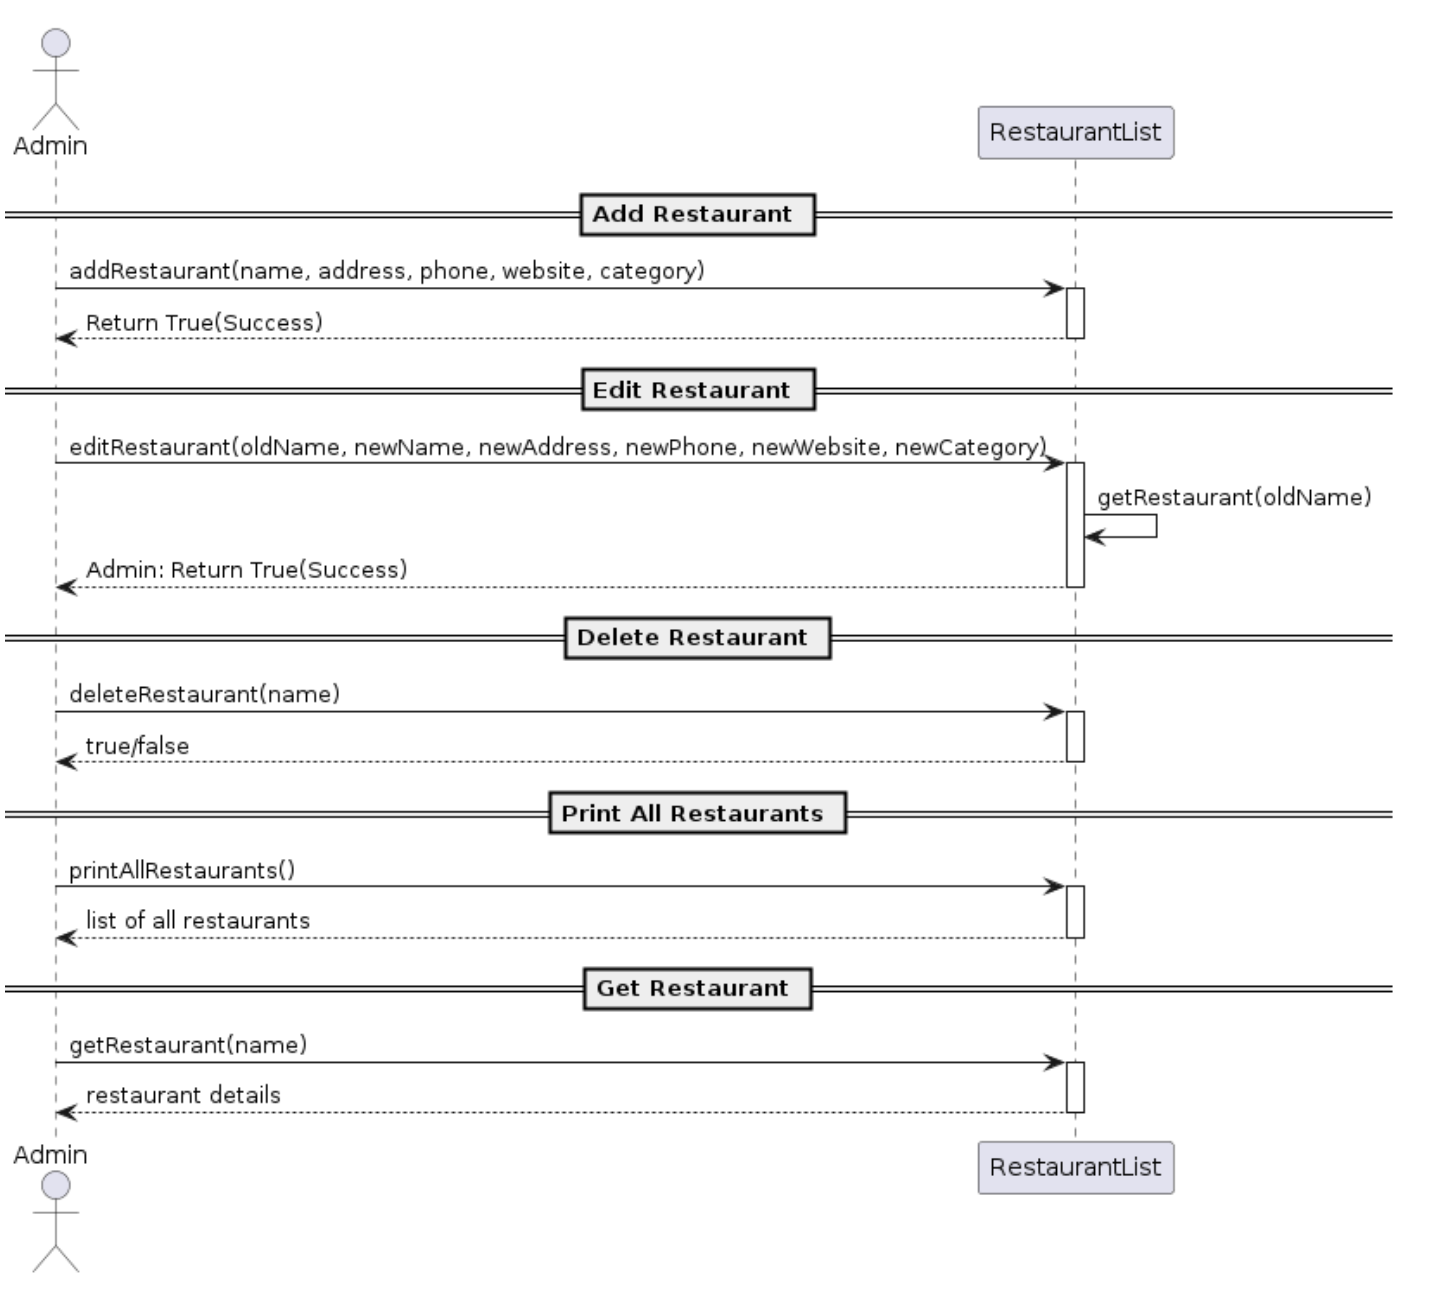 Admin
RestaurantList
Add Restaurant
addRestaurant(name, address, phone, website, category)
Return True(Success)
Edit Restaurant
editRestaurant(oldName, newName, newAddress, newPhone, newWebsite, newCategory)
getRestaurant(oldName)
Admin: Return True(Success)
Delete Restaurant
deleteRestaurant(name)
true/false
Print All Restaurants
printAllRestaurants()
list of all restaurants
Get Restaurant
getRestaurant(name)
restaurant details
Admin
RestaurantList